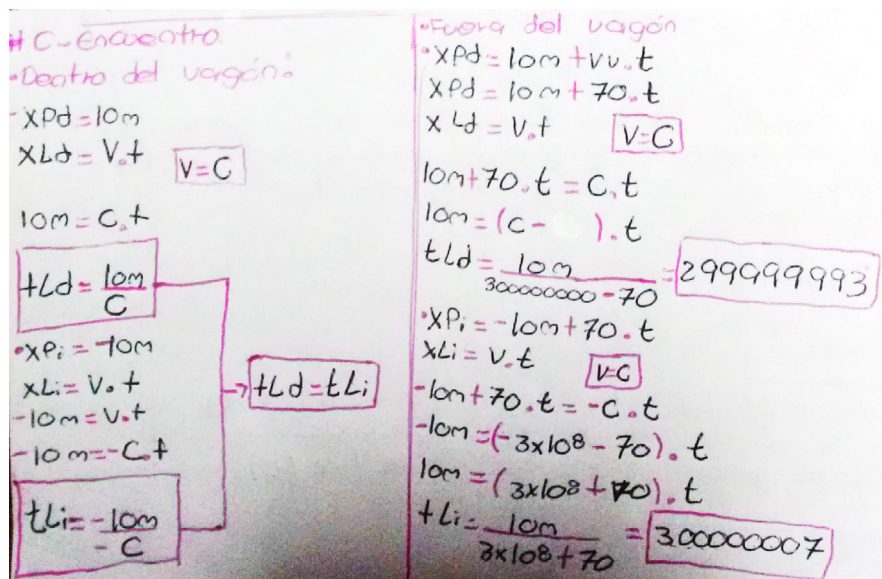 # C-Encuentro
•Dentro del vagón:
-XPd=10m
XLd=V.t
V=C
10m=C.t
tLd=10m/C
•XPi=-10m
XLi=V.t
-10m=V.t
-10m=-C.t
tLi=-10m/-C
→tLd=tLi
•Fuera del vagón
•XPd=10m+Vv.t
XPd=10m+70.t
XLd=V.t
V=C
10m+70.t=C.t
10m=(C- ).t
tLd=10m/300000000-70=299999993
•XPi=-10m+70.t
XLi=V.t
V=C
-10m+70.t=-C.t
-10m=(-3x108-70).t
10m=(3x108+70).t
tLi=10m/3x108+70=300000007